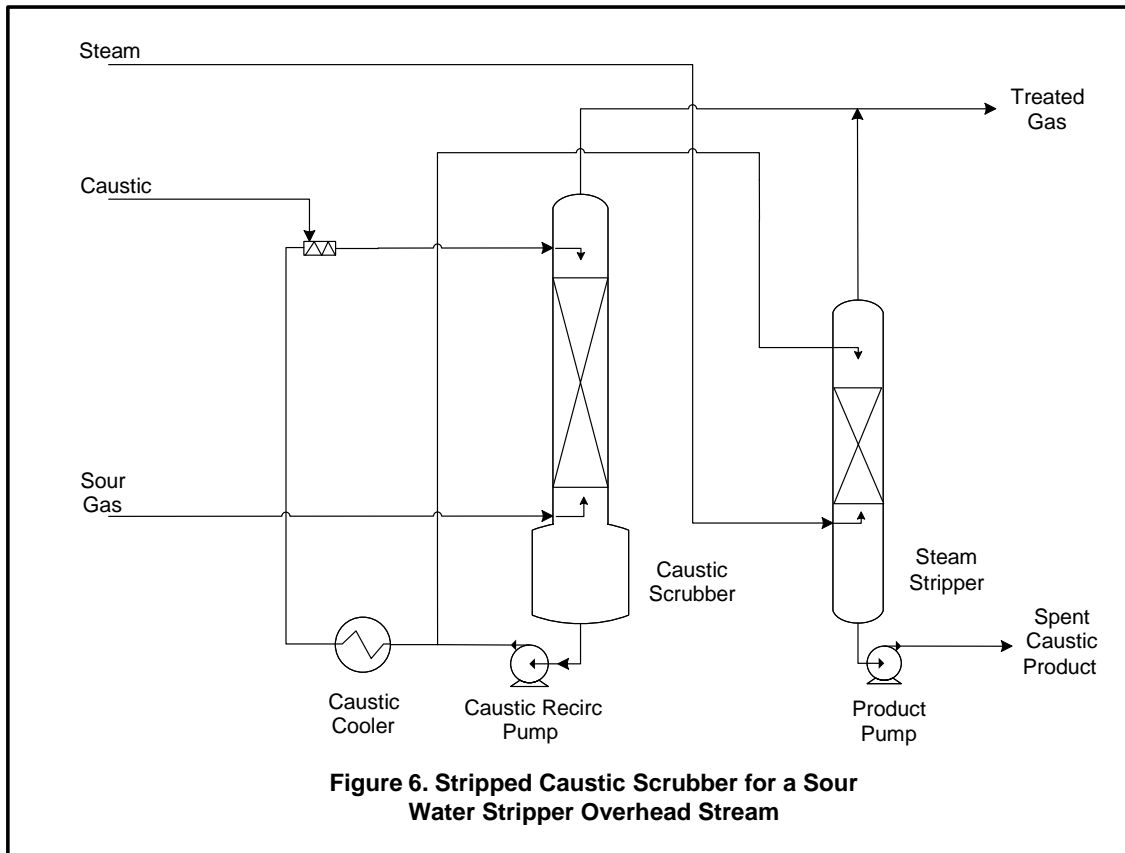 Steam
Treated
Gas
Caustic
Sour
Gas
Caustic
Scrubber
Steam
Stripper
Spent
Caustic
Product
Caustic
Cooler
Caustic Recirc
Pump
Product
Pump
Figure 6. Stripped Caustic Scrubber for a Sour
Water Stripper Overhead Stream